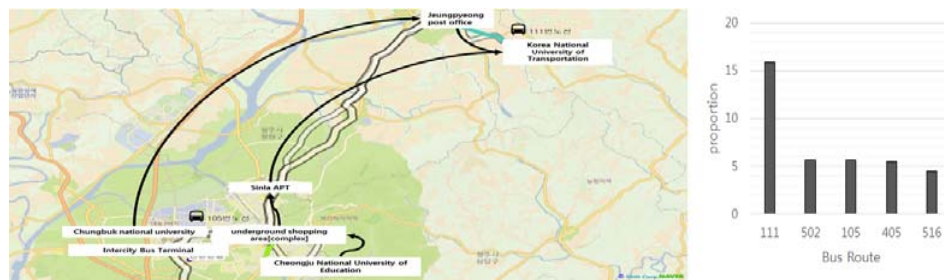 Jeungpyeong
post office
111번 노선
Korea National
University of
Transportation
Sinla APT
105번 노선
Chungbuk national university
underground shopping
area[complex]
Intercity Bus Tarminal
Cheongju National University of
Education
20
15
10
5
0
proportion
111 502 105 405 516
Bus Route